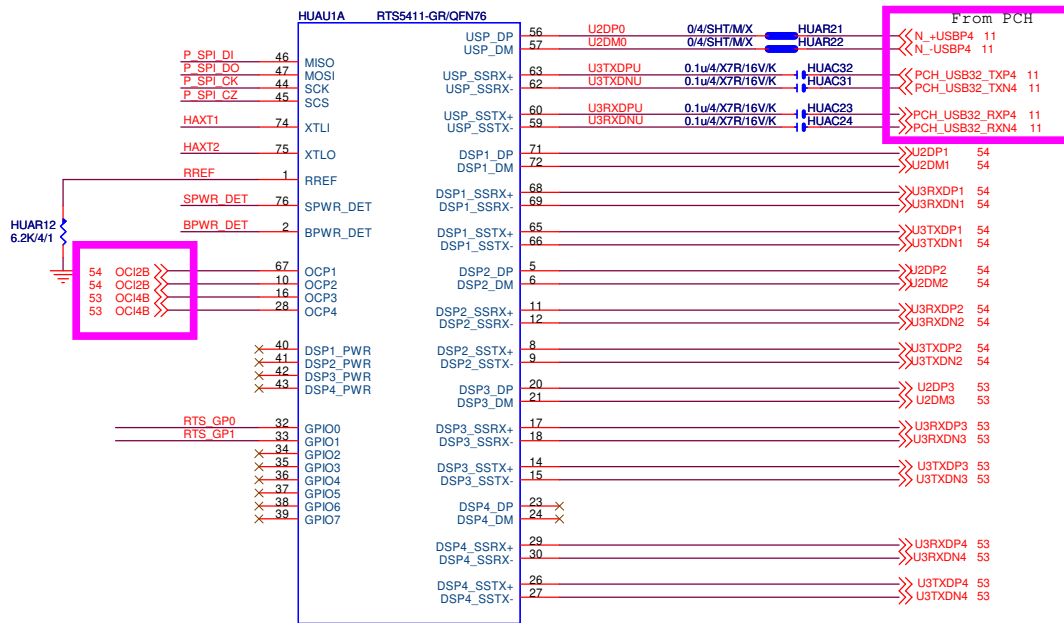 HUAU1A RTS5411-GR/QFN76
From PCH
USP_DP 56 U2DP0 0/4/SHT/M/X HUAR21 N_+USBP4 11
USP_DM 57 U2DM0 0/4/SHT/M/X HUAR22 N_-USBP4 11
P_SPI_DI 46 MISO
P_SPI_DO 47 MOSI
P_SPI_CK 44 SCK
P_SPI_CZ 45 SCS
USP_SSRX+ 63 U3TXDPU 0.1u/4/X7R/16V/K HUAC32 PCH_USB32_TXP4 11
USP_SSRX- 62 U3TXDNU 0.1u/4/X7R/16V/K HUAC31 PCH_USB32_TXN4 11
USP_SSTX+ 60 U3RXDPU 0.1u/4/X7R/16V/K HUAC23 PCH_USB32_RXP4 11
USP_SSTX- 59 U3RXDNU 0.1u/4/X7R/16V/K HUAC24 PCH_USB32_RXN4 11
HAXT1 74 XTLI
HAXT2 75 XTLO
DSP1_DP 71 U2DP1 54
DSP1_DM 72 U2DM1 54
RREF 1 RREF
DSP1_SSRX+ 68 U3RXDP1 54
DSP1_SSRX- 69 U3RXDN1 54
SPWR_DET 76 SPWR_DET
BPWR_DET 2 BPWR_DET
HUAR12
6.2K/4/1
DSP1_SSTX+ 65 U3TXDP1 54
DSP1_SSTX- 66 U3TXDN1 54
54 OCI2B 67 OCP1
54 OCI2B 10 OCP2
53 OCI4B 16 OCP3
53 OCI4B 28 OCP4
DSP2_DP 5 U2DP2 54
DSP2_DM 6 U2DM2 54
DSP2_SSRX+ 11 U3RXDP2 54
DSP2_SSRX- 12 U3RXDN2 54
40 DSP1_PWR
41 DSP2_PWR
42 DSP3_PWR
43 DSP4_PWR
DSP2_SSTX+ 8 U3TXDP2 54
DSP2_SSTX- 9 U3TXDN2 54
DSP3_DP 20 U2DP3 53
DSP3_DM 21 U2DM3 53
RTS_GP0 32 GPIO0
RTS_GP1 33 GPIO1
34 GPIO2
35 GPIO3
36 GPIO4
37 GPIO5
38 GPIO6
39 GPIO7
DSP3_SSRX+ 17 U3RXDP3 53
DSP3_SSRX- 18 U3RXDN3 53
DSP3_SSTX+ 14 U3TXDP3 53
DSP3_SSTX- 15 U3TXDN3 53
DSP4_DP 23
DSP4_DM 24
DSP4_SSRX+ 29 U3RXDP4 53
DSP4_SSRX- 30 U3RXDN4 53
DSP4_SSTX+ 26 U3TXDP4 53
DSP4_SSTX- 27 U3TXDN4 53